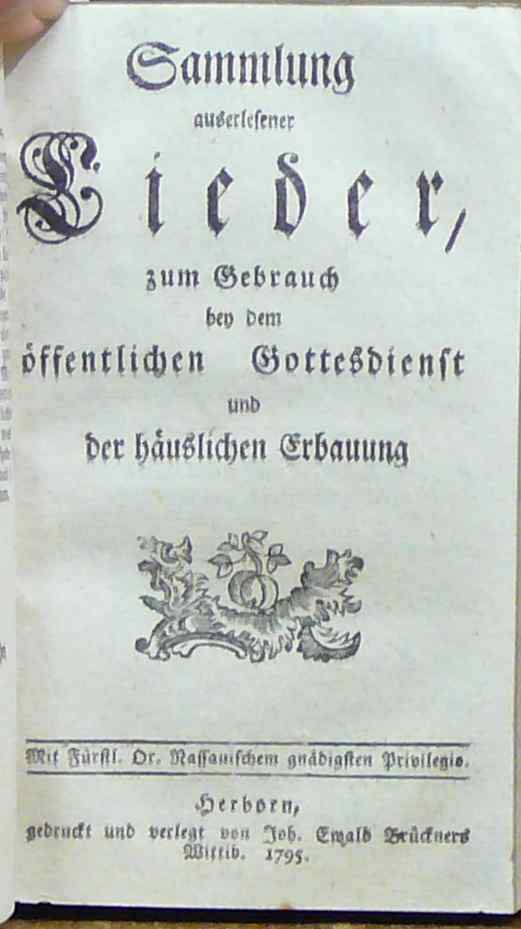 Sammlung
auserlesener
Lieder,
zum Gebrauch
bey dem
öffentlichen Gottesdienst
und
der häuslichen Erbauung
Mit Fürstl. Or. Nassauischem gnädigsten Privilegio.
Herborn,
gedruckt und verlegt von Joh. Ewald Brückners
Wittib. 1795.